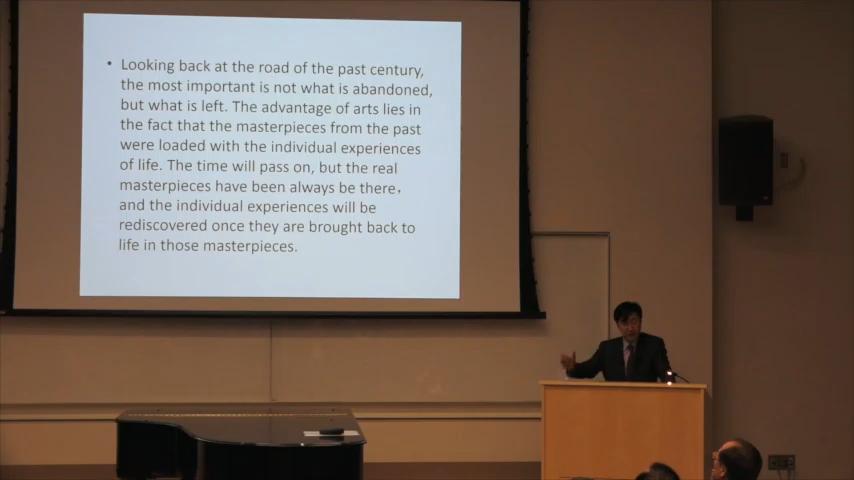 • Looking back at the road of the past century,
the most important is not what is abandoned,
but what is left. The advantage of arts lies in
the fact that the masterpieces from the past
were loaded with the individual experiences
of life. The time will pass on, but the real
masterpieces have been always be there，
and the individual experiences will be
rediscovered once they are brought back to
life in those masterpieces.